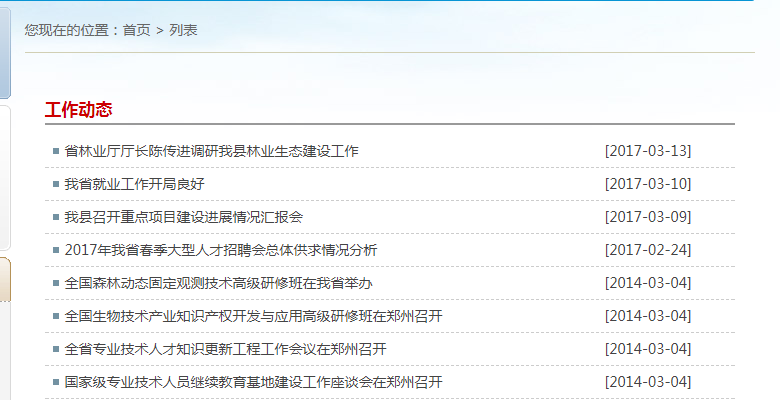 您现在的位置：首页 > 列表
工作动态
省林业厅厅长陈传进调研我县林业生态建设工作 [2017-03-13]
我省就业工作开局良好 [2017-03-10]
我县召开重点项目建设进展情况汇报会 [2017-03-09]
2017年我省春季大型人才招聘会总体供求情况分析 [2017-02-24]
全国森林动态固定观测技术高级研修班在我省举办 [2014-03-04]
全国生物技术产业知识产权开发与应用高级研修班在郑州召开 [2014-03-04]
全省专业技术人才知识更新工程工作会议在郑州召开 [2014-03-04]
国家级专业技术人员继续教育基地建设工作座谈会在郑州召开 [2014-03-04]